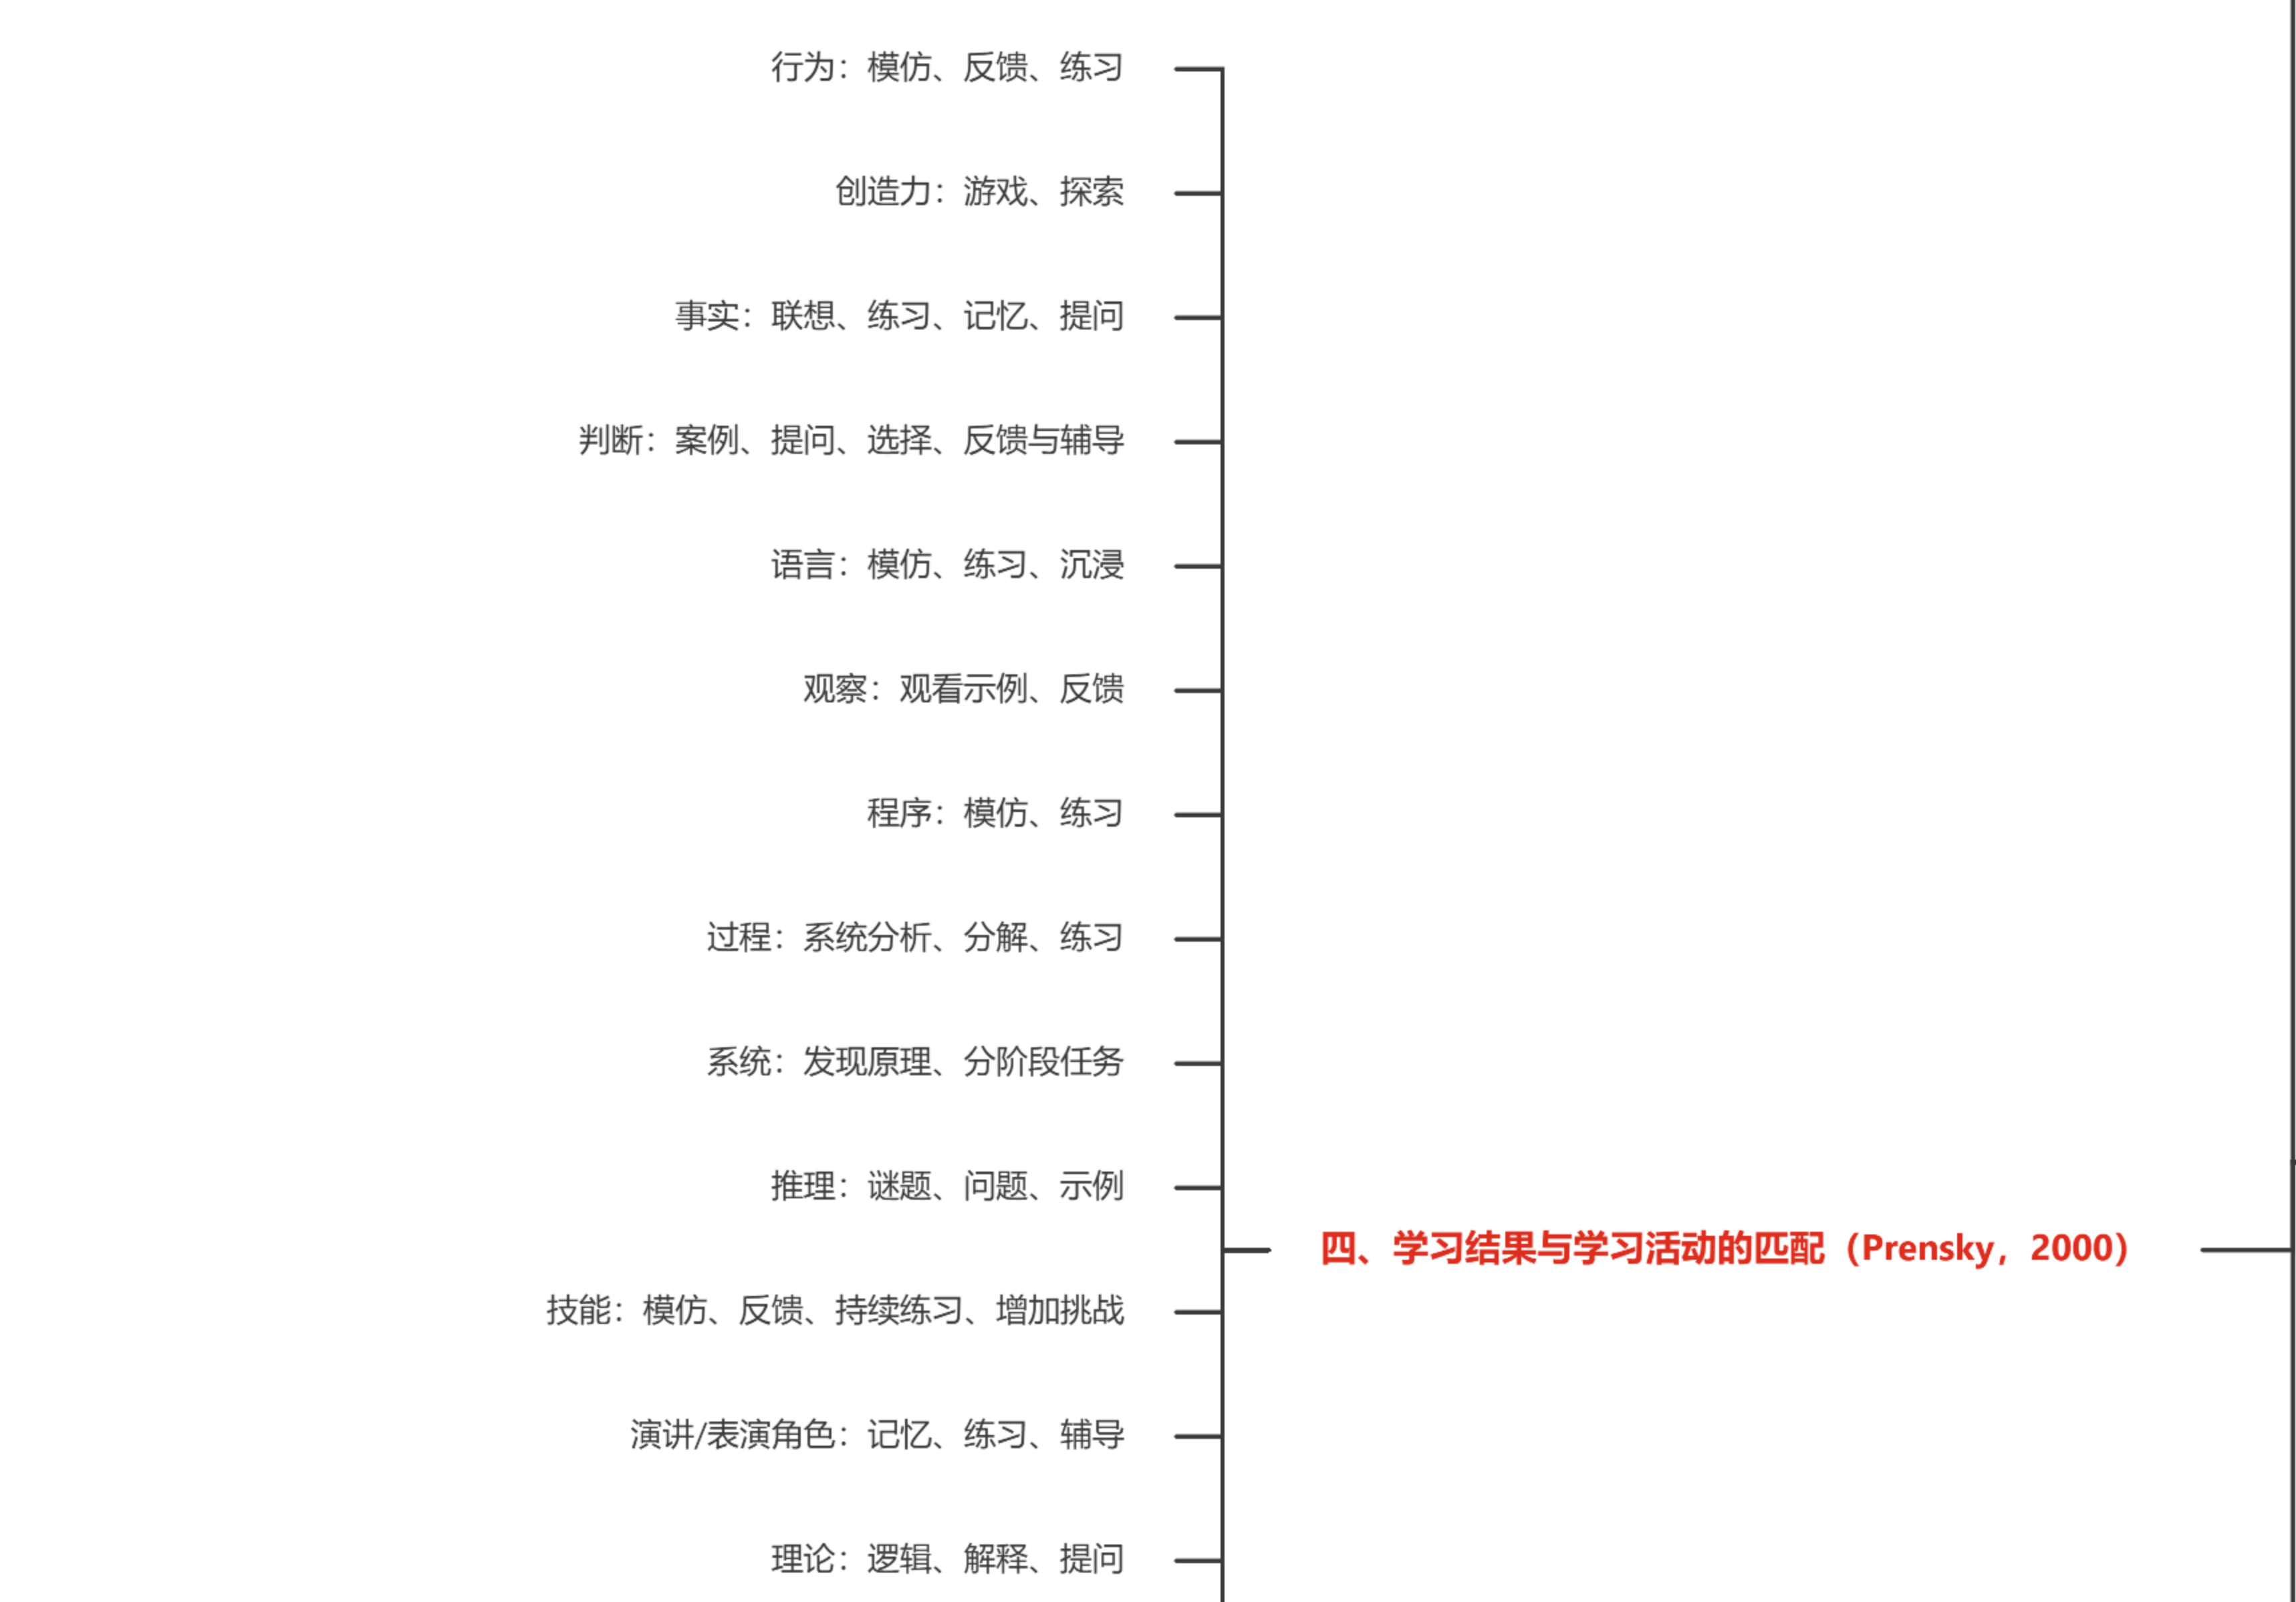 行为：模仿、反馈、练习
创造力：游戏、探索
事实：联想、练习、记忆、提问
判断：案例、提问、选择、反馈与辅导
语言：模仿、练习、沉浸
观察：观看示例、反馈
程序：模仿、练习
过程：系统分析、分解、练习
系统：发现原理、分阶段任务
推理：谜题、问题、示例
四、学习结果与学习活动的匹配（Prensky，2000）
技能：模仿、反馈、持续练习、增加挑战
演讲/表演角色：记忆、练习、辅导
理论：逻辑、解释、提问